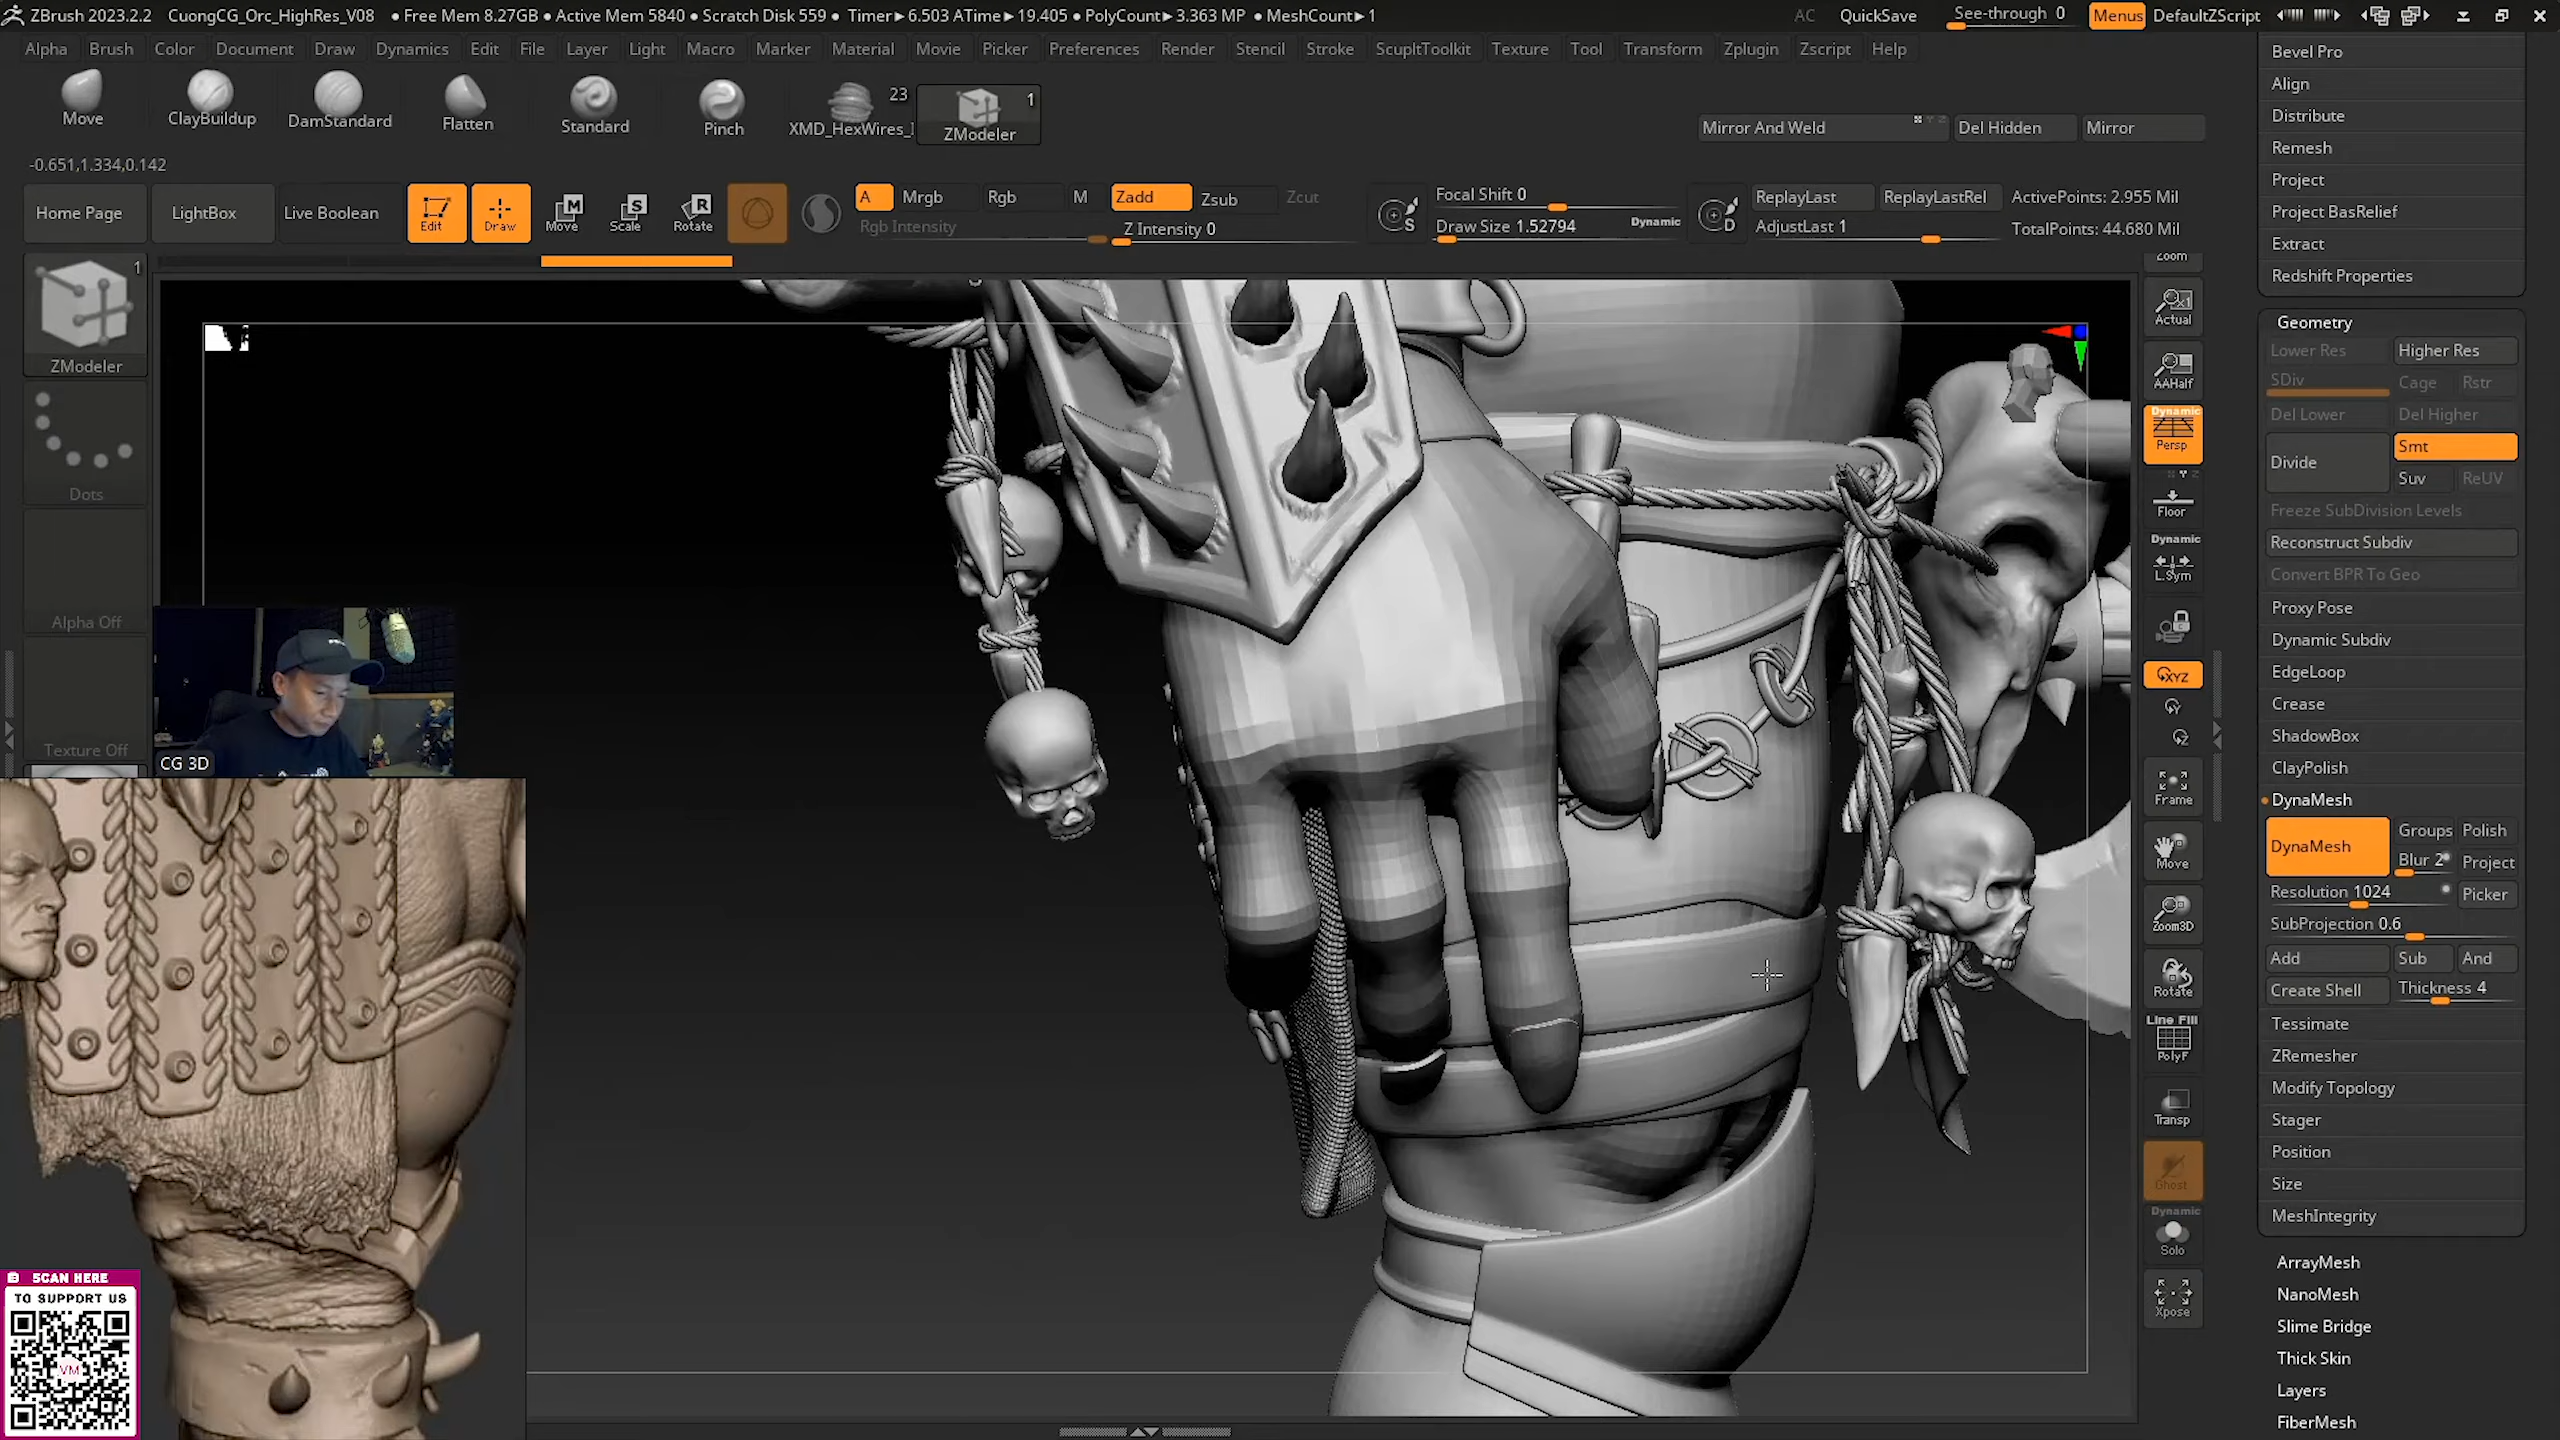 ZBrush 2023.2.2 CuongCG_Orc_HighRes_V08 ● Free Mem 8.27GB ● Active Mem 5840 ● Scratch Disk 559 ● Timer▶6.503 ATime▶19.405 ● PolyCount▶3.363 MP ● MeshCount▶1
AC QuickSave See-through 0 Menus DefaultZScript
Alpha Brush Color Document Draw Dynamics Edit File Layer Light Macro Marker Material Movie Picker Preferences Render Stencil Stroke ScupltToolkit Texture Tool Transform Zplugin Zscript Help
Move ClayBuildup DamStandard Flatten Standard Pinch 23 XMD_HexWires_ 1 ZModeler
Mirror And Weld Del Hidden Mirror
-0.651,1.334,0.142
Home Page LightBox Live Boolean Edit Draw Move Scale Rotate
M S R
A Mrgb Rgb M Zadd Zsub Zcut
Rgb Intensity Z Intensity 0
S Focal Shift 0
Draw Size 1.52794 Dynamic
D ReplayLast ReplayLastRel
AdjustLast 1
ActivePoints: 2.955 Mil
TotalPoints: 44.680 Mil
1
ZModeler
Dots
Alpha Off
Texture Off
CG 3D
SCAN HERE
TO SUPPORT US
VM
Zoom
Actual
AAHalf
Dynamic
Persp
Floor
Dynamic
L.Sym
XYZ
Y
Z
Frame
Move
Zoom3D
Rotate
Line Fill
PolyF
Transp
Ghost
Dynamic
Solo
Xpose
Bevel Pro
Align
Distribute
Remesh
Project
Project BasRelief
Extract
Redshift Properties
Geometry
Lower Res Higher Res
SDiv Cage Rstr
Del Lower Del Higher
Divide Smt
Suv ReUV
Freeze SubDivision Levels
Reconstruct Subdiv
Convert BPR To Geo
Proxy Pose
Dynamic Subdiv
EdgeLoop
Crease
ShadowBox
ClayPolish
DynaMesh
DynaMesh Groups Polish
Blur 2 Project
Resolution 1024 Picker
SubProjection 0.6
Add Sub And
Create Shell Thickness 4
Tessimate
ZRemesher
Modify Topology
Stager
Position
Size
MeshIntegrity
ArrayMesh
NanoMesh
Slime Bridge
Thick Skin
Layers
FiberMesh